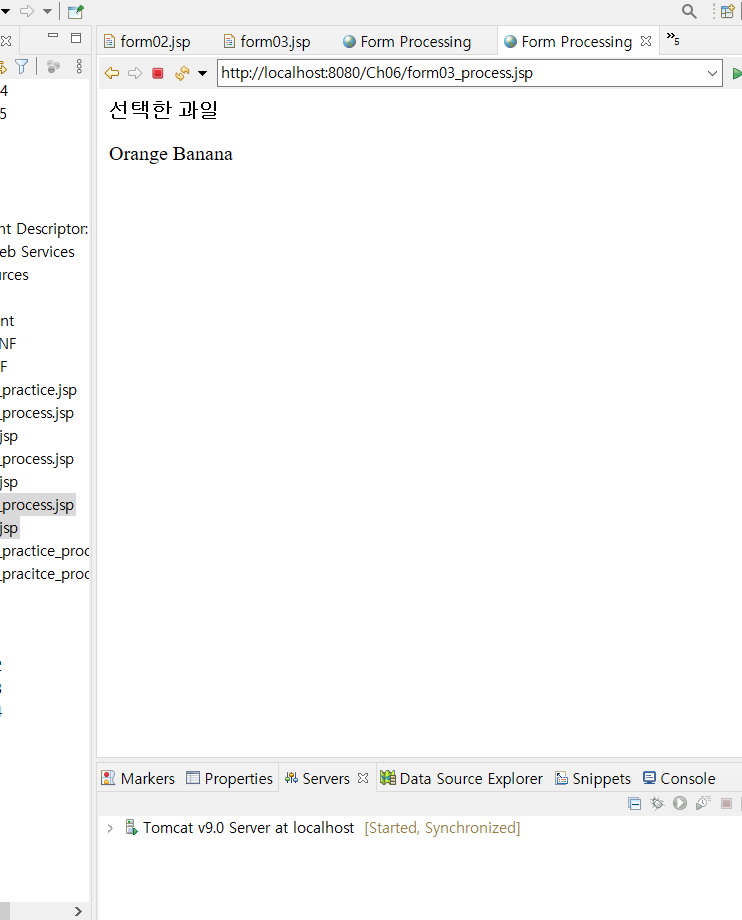 form02.jsp form03.jsp Form Processing Form Processing 5
http://localhost:8080/Ch06/form03_process.jsp
선택한 과일
Orange Banana
4
5
nt Descriptor:
eb Services
urces
nt
NF
F
_practice.jsp
_process.jsp
jsp
_process.jsp
jsp
_process.jsp
jsp
_practice_proc
_pracitce_proc
2
3
4
Markers Properties Servers Data Source Explorer Snippets Console
Tomcat v9.0 Server at localhost [Started, Synchronized]